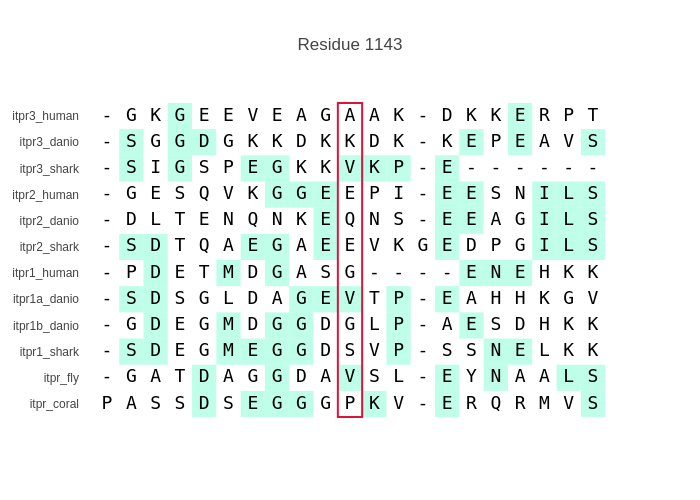 Residue 1143
itpr3_human - G K G E E V E A G A A K - D K K E R P T
itpr3_danio - S G G D G K K D K K D K - K E P E A V S
itpr3_shark - S I G S P E G K K V K P - E - - - - - -
itpr2_human - G E S Q V K G G E E P I - E E S N I L S
itpr2_danio - D L T E N Q N K E Q N S - E E A G I L S
itpr2_shark - S D T Q A E G A E E V K G E D P G I L S
itpr1_human - P D E T M D G A S G - - - - E N E H K K
itpr1a_danio - S D S G L D A G E V T P - E A H H K G V
itpr1b_danio - G D E G M D G G D G L P - A E S D H K K
itpr1_shark - S D E G M E G G D S V P - S S N E L K K
itpr_fly - G A T D A G G D A V S L - E Y N A A L S
itpr_coral P A S S D S E G G G P K V - E R Q R M V S